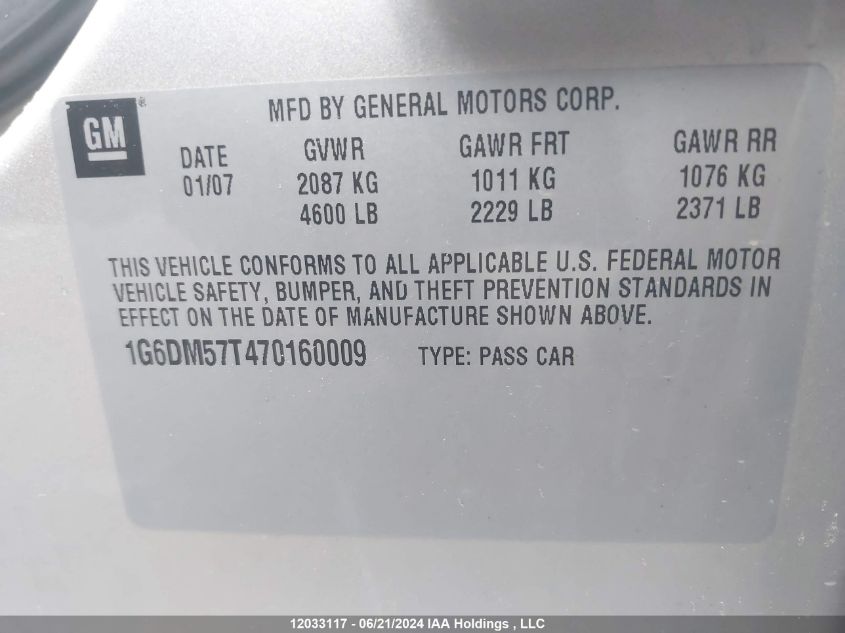 GM®
MFD BY GENERAL MOTORS CORP.
DATE GVWR GAWR FRT GAWR RR
01/07 2087 KG 1011 KG 1076 KG
4600 LB 2229 LB 2371 LB
THIS VEHICLE CONFORMS TO ALL APPLICABLE U.S. FEDERAL MOTOR
VEHICLE SAFETY, BUMPER, AND THEFT PREVENTION STANDARDS IN
EFFECT ON THE DATE OF MANUFACTURE SHOWN ABOVE.
1G6DM57T470160009 TYPE: PASS CAR
12033117 - 06/21/2024 IAA Holdings , LLC